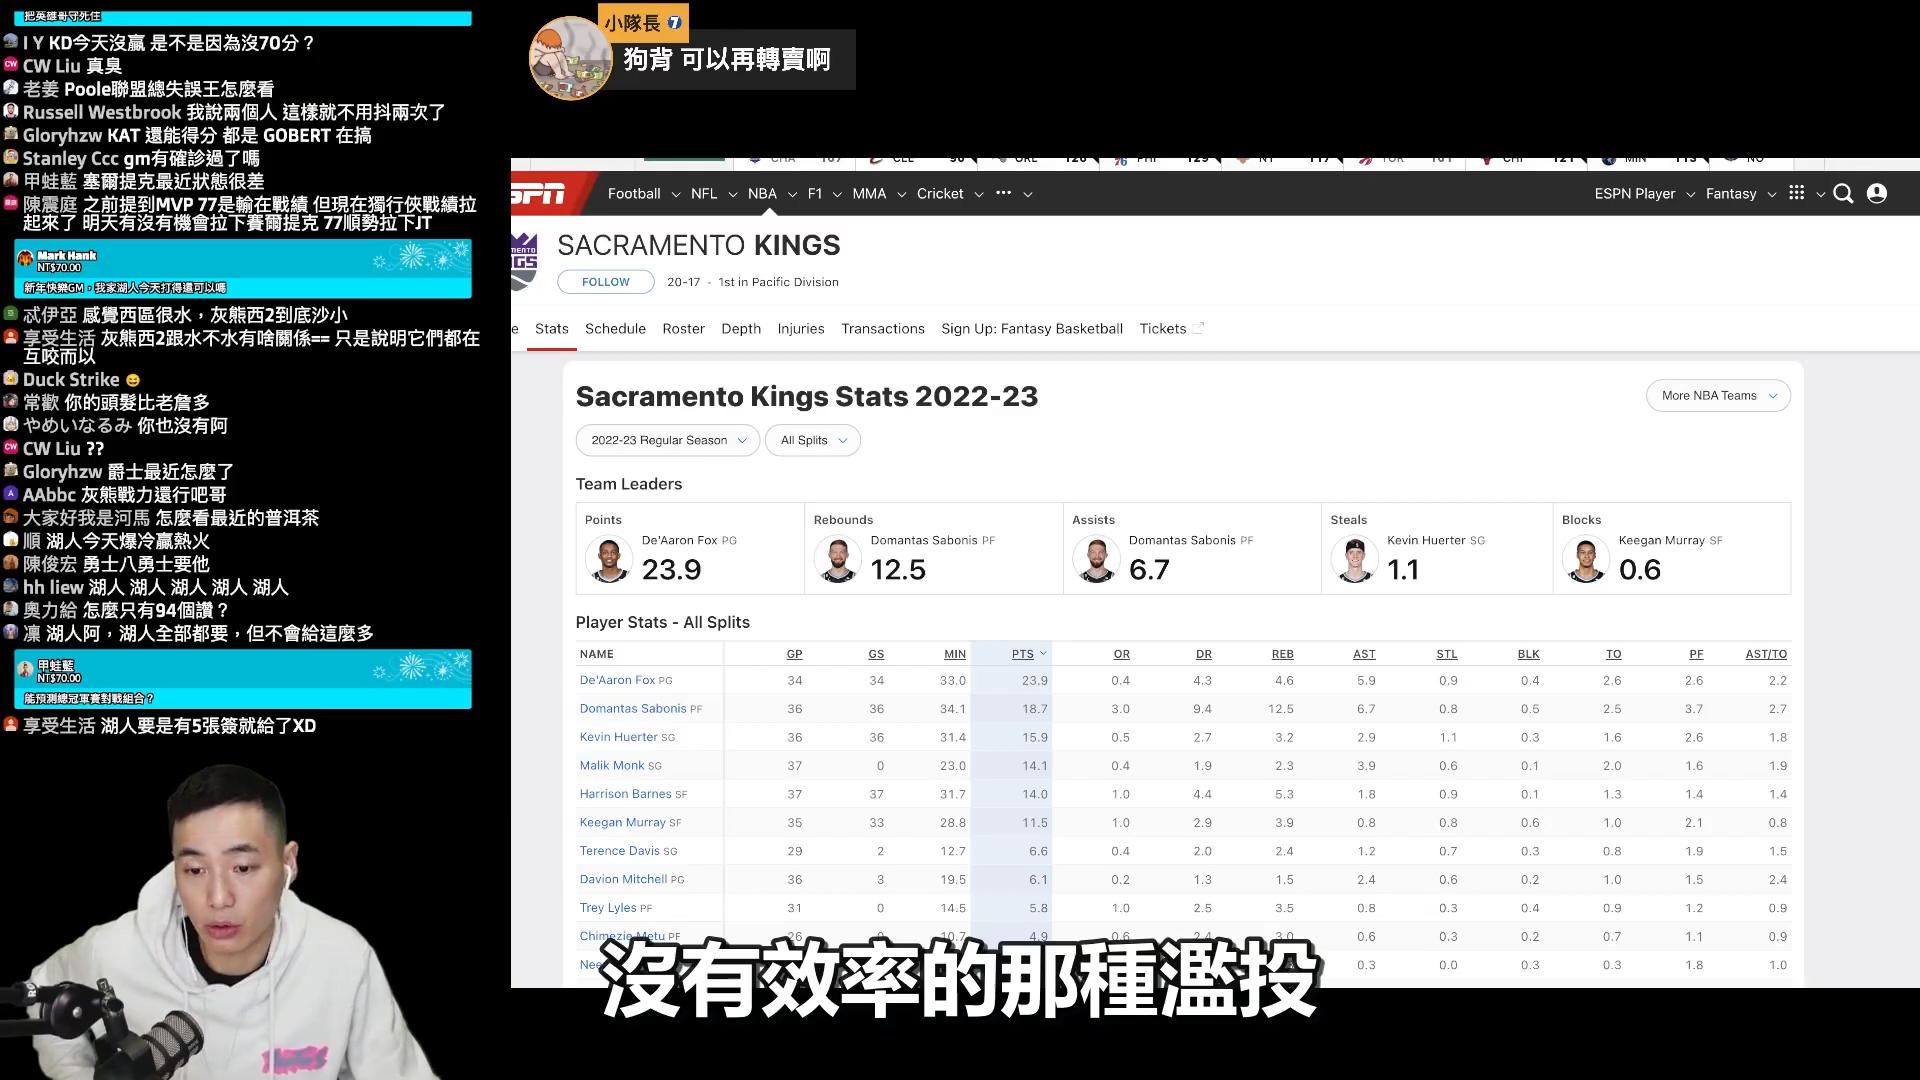 把英雄哥守死住
I Y KD今天沒贏 是不是因為沒70分？
CW Liu 真臭
老姜 Poole聯盟總失誤王怎麼看
Russell Westbrook 我說兩個人 這樣就不用抖兩次了
Gloryhzw KAT 還能得分 都是 GOBERT 在搞
Stanley Ccc gm有確診過了嗎
甲蛙藍 塞爾提克最近狀態很差
陳震庭 之前提到MVP 77是輸在戰績 但現在獨行俠戰績拉
起來了 明天有沒有機會拉下賽爾提克 77順勢拉下JT
Mark Hank
NT$70.00
新年快樂GM，我家湖人今天打得還可以嗎
忒伊亞 感覺西區很水，灰熊西2到底沙小
享受生活 灰熊西2跟水不水有啥關係== 只是說明它們都在
互咬而以
Duck Strike 😆
常歡 你的頭髮比老詹多
やめいなるみ 你也沒有阿
CW Liu ??
Gloryhzw 爵士最近怎麼了
AAbbc 灰熊戰力還行吧哥
大家好我是河馬 怎麼看最近的普洱茶
順 湖人今天爆冷贏熱火
陳俊宏 勇士八勇士要他
hh liew 湖人 湖人 湖人 湖人 湖人
奧力給 怎麼只有94個讚？
凜 湖人阿，湖人全部都要，但不會給這麼多
甲蛙藍
NT$70.00
能預測總冠軍賽對戰組合？
享受生活 湖人要是有5張簽就給了XD
小隊長 7
狗背 可以再轉賣啊
Football NFL NBA F1 MMA Cricket ••• ESPN Player Fantasy
SACRAMENTO KINGS
FOLLOW 20-17 · 1st in Pacific Division
e Stats Schedule Roster Depth Injuries Transactions Sign Up: Fantasy Basketball Tickets
Sacramento Kings Stats 2022-23
More NBA Teams
2022-23 Regular Season All Splits
Team Leaders
Points Rebounds Assists Steals Blocks
De'Aaron Fox PG Domantas Sabonis PF Domantas Sabonis PF Kevin Huerter SG Keegan Murray SF
23.9 12.5 6.7 1.1 0.6
Player Stats - All Splits
NAME GP GS MIN PTS OR DR REB AST STL BLK TO PF AST/TO
De'Aaron Fox PG 34 34 33.0 23.9 0.4 4.3 4.6 5.9 0.9 0.4 2.6 2.6 2.2
Domantas Sabonis PF 36 36 34.1 18.7 3.0 9.4 12.5 6.7 0.8 0.5 2.5 3.7 2.7
Kevin Huerter SG 36 36 31.4 15.9 0.5 2.7 3.2 2.9 1.1 0.3 1.6 2.6 1.8
Malik Monk SG 37 0 23.0 14.1 0.4 1.9 2.3 3.9 0.6 0.1 2.0 1.6 1.9
Harrison Barnes SF 37 37 31.7 14.0 1.0 4.4 5.3 1.8 0.9 0.1 1.3 1.4 1.4
Keegan Murray SF 35 33 28.8 11.5 1.0 2.9 3.9 0.8 0.8 0.6 1.0 2.1 0.8
Terence Davis SG 29 2 12.7 6.6 0.4 2.0 2.4 1.2 0.7 0.3 0.8 1.9 1.5
Davion Mitchell PG 36 3 19.5 6.1 0.2 1.3 1.5 2.4 0.6 0.2 1.0 1.5 2.4
Trey Lyles PF 31 0 14.5 5.8 1.0 2.5 3.5 0.8 0.3 0.4 0.9 1.2 0.9
Chimezie Metu PF 26 0 10.7 4.9 0.6 2.4 3.0 0.6 0.3 0.2 0.7 1.1 0.9
Nee 0.3 0.0 0.3 0.3 1.8 1.0
沒有效率的那種濫投